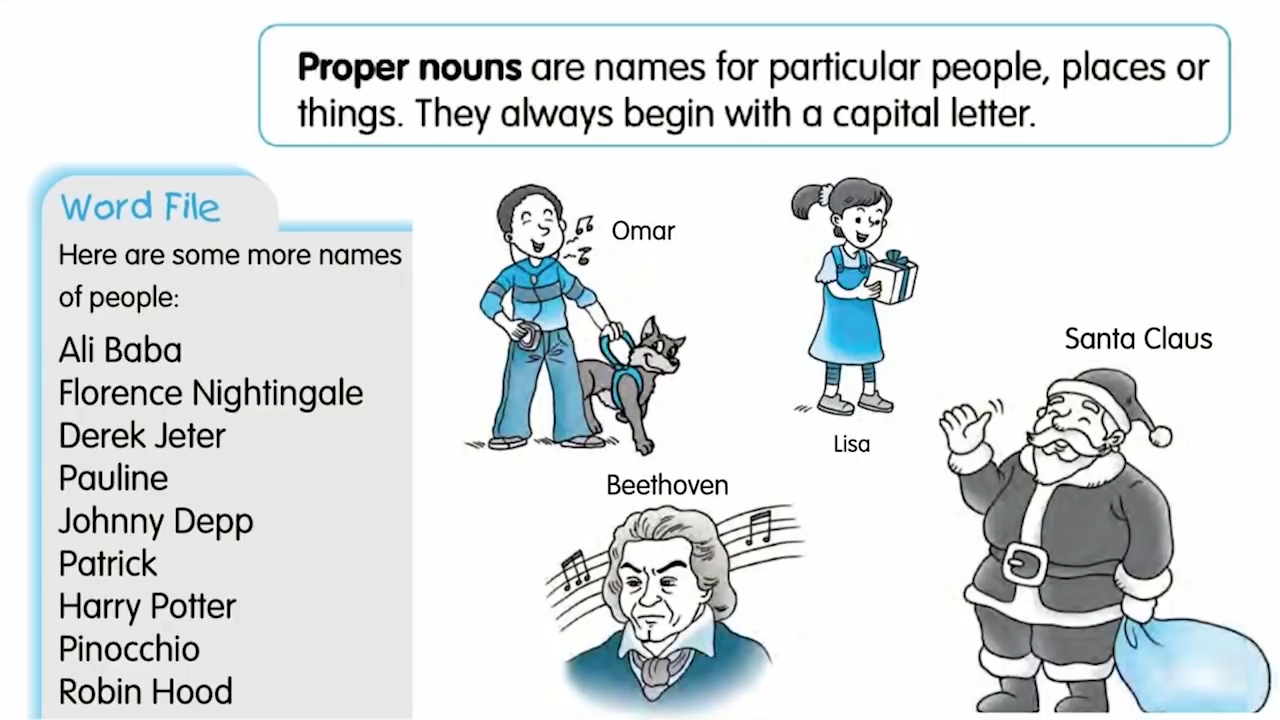 Proper nouns are names for particular people, places or
things. They always begin with a capital letter.
Word File
Here are some more names
of people:
Ali Baba
Florence Nightingale
Derek Jeter
Pauline
Johnny Depp
Patrick
Harry Potter
Pinocchio
Robin Hood
Omar
Lisa
Santa Claus
Beethoven